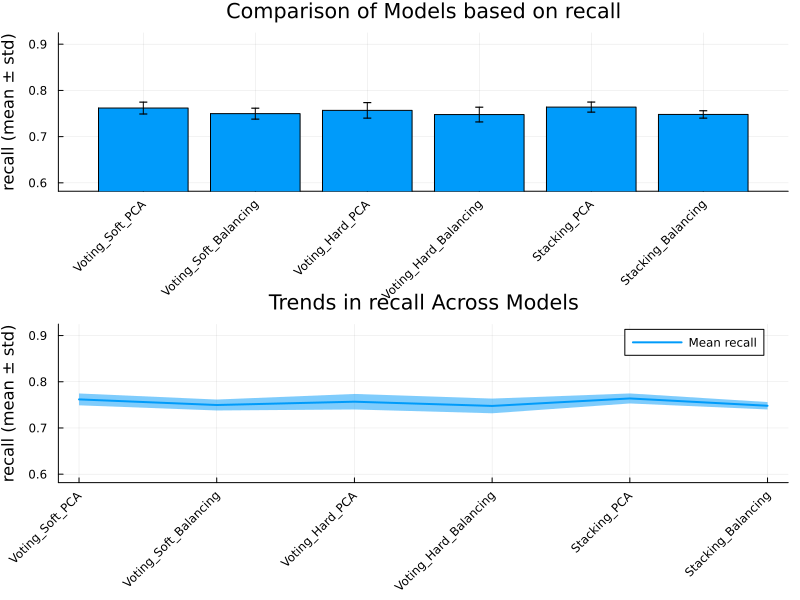 Comparison of Models based on recall
recall (mean ± std)
0.9
0.8
0.7
0.6
Voting_Soft_PCA
Voting_Soft_Balancing
Voting_Hard_PCA
Voting_Hard_Balancing
Stacking_PCA
Stacking_Balancing
Trends in recall Across Models
recall (mean ± std)
0.9
0.8
0.7
0.6
Mean recall
Voting_Soft_PCA
Voting_Soft_Balancing
Voting_Hard_PCA
Voting_Hard_Balancing
Stacking_PCA
Stacking_Balancing